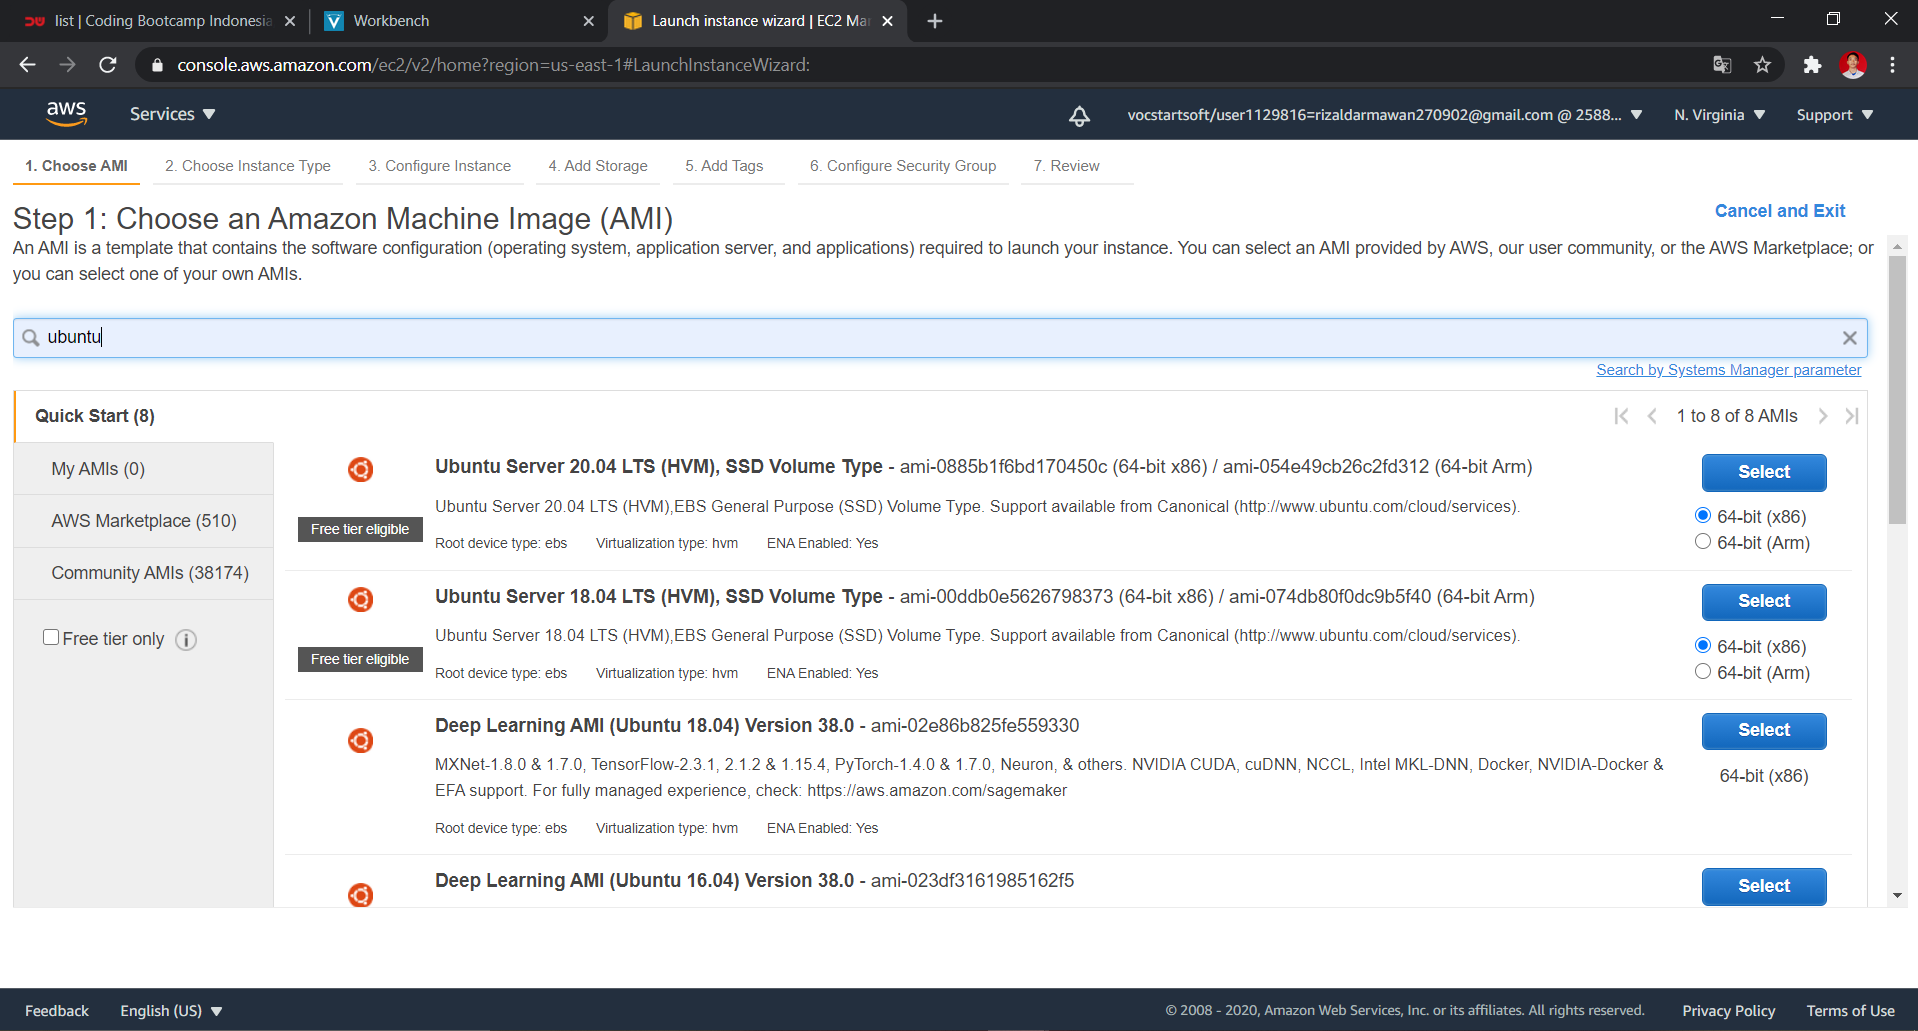 list | Coding Bootcamp Indonesia
Workbench
Launch instance wizard | EC2 Ma
console.aws.amazon.com/ec2/v2/home?region=us-east-1#LaunchInstanceWizard:
aws
Services
vocstartsoft/user1129816=rizaldarmawan270902@gmail.com @ 2588...
N. Virginia
Support
1. Choose AMI
2. Choose Instance Type
3. Configure Instance
4. Add Storage
5. Add Tags
6. Configure Security Group
7. Review
Step 1: Choose an Amazon Machine Image (AMI)
Cancel and Exit
An AMI is a template that contains the software configuration (operating system, application server, and applications) required to launch your instance. You can select an AMI provided by AWS, our user community, or the AWS Marketplace; or
you can select one of your own AMIs.
ubuntu
Search by Systems Manager parameter
Quick Start (8)
1 to 8 of 8 AMIs
My AMIs (0)
AWS Marketplace (510)
Community AMIs (38174)
Free tier only
Ubuntu Server 20.04 LTS (HVM), SSD Volume Type - ami-0885b1f6bd170450c (64-bit x86) / ami-054e49cb26c2fd312 (64-bit Arm)
Select
Ubuntu Server 20.04 LTS (HVM),EBS General Purpose (SSD) Volume Type. Support available from Canonical (http://www.ubuntu.com/cloud/services).
64-bit (x86)
Free tier eligible
Root device type: ebs
Virtualization type: hvm
ENA Enabled: Yes
64-bit (Arm)
Ubuntu Server 18.04 LTS (HVM), SSD Volume Type - ami-00ddb0e5626798373 (64-bit x86) / ami-074db80f0dc9b5f40 (64-bit Arm)
Select
Ubuntu Server 18.04 LTS (HVM),EBS General Purpose (SSD) Volume Type. Support available from Canonical (http://www.ubuntu.com/cloud/services).
64-bit (x86)
Free tier eligible
Root device type: ebs
Virtualization type: hvm
ENA Enabled: Yes
64-bit (Arm)
Deep Learning AMI (Ubuntu 18.04) Version 38.0 - ami-02e86b825fe559330
Select
MXNet-1.8.0 & 1.7.0, TensorFlow-2.3.1, 2.1.2 & 1.15.4, PyTorch-1.4.0 & 1.7.0, Neuron, & others. NVIDIA CUDA, cuDNN, NCCL, Intel MKL-DNN, Docker, NVIDIA-Docker &
EFA support. For fully managed experience, check: https://aws.amazon.com/sagemaker
64-bit (x86)
Root device type: ebs
Virtualization type: hvm
ENA Enabled: Yes
Deep Learning AMI (Ubuntu 16.04) Version 38.0 - ami-023df3161985162f5
Select
Feedback
English (US)
© 2008 - 2020, Amazon Web Services, Inc. or its affiliates. All rights reserved.
Privacy Policy
Terms of Use